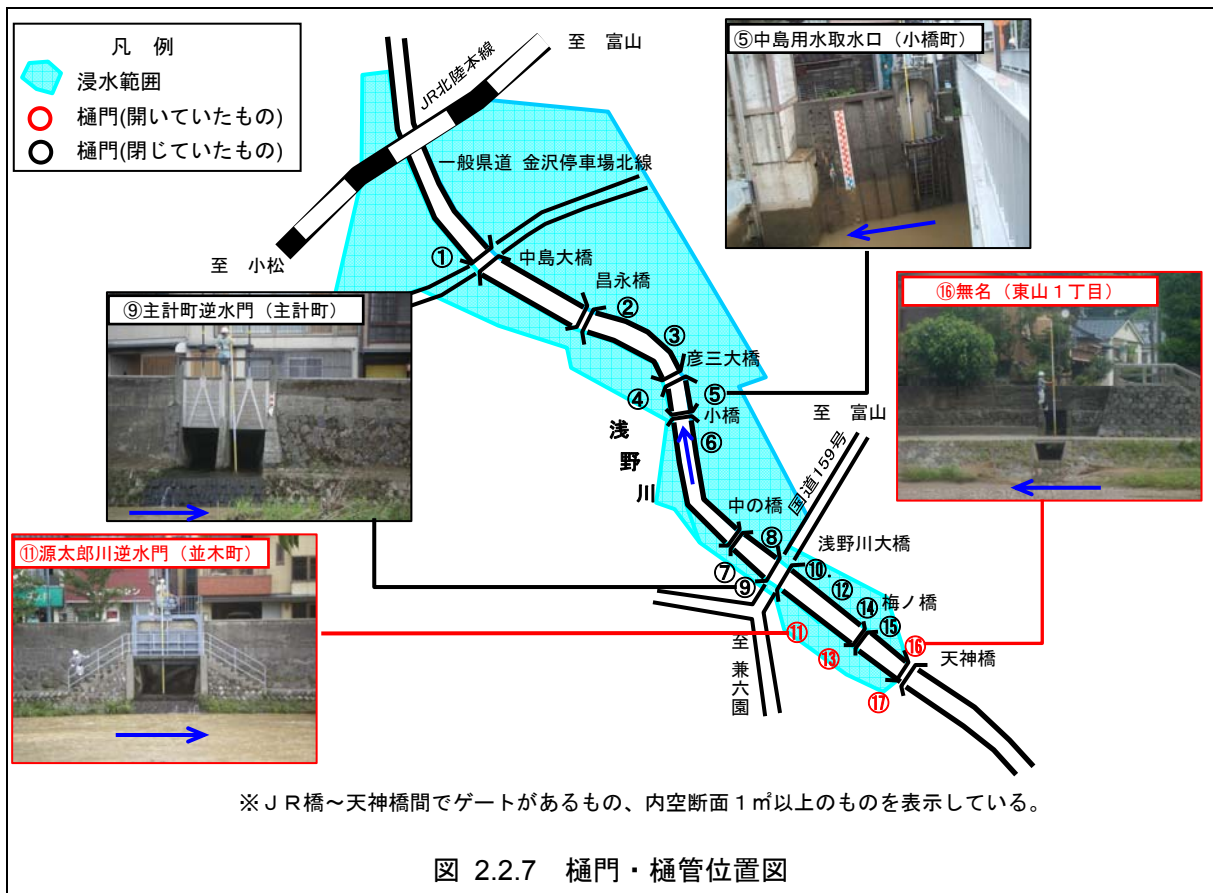 凡 例
浸水範囲
樋門(開いていたもの)
樋門(閉じていたもの)
至 富山
JR北陸本線
一般県道 金沢停車場北線
至 小松
⑤中島用水取水口（小橋町）
①
中島大橋
昌永橋
②
③
彦三大橋
④
⑤
小橋
⑥
浅野川
⑨主計町逆水門（主計町）
⑯無名（東山１丁目）
至 富山
国道159号
中の橋
⑧
浅野川大橋
⑦
⑨
⑩・⑫
梅ノ橋
⑭
⑮
⑯
天神橋
⑪
⑬
⑰
至 兼六園
⑪源太郎川逆水門（並木町）
※ＪＲ橋～天神橋間でゲートがあるもの、内空断面１㎡以上のものを表示している。
図 2.2.7 樋門・樋管位置図